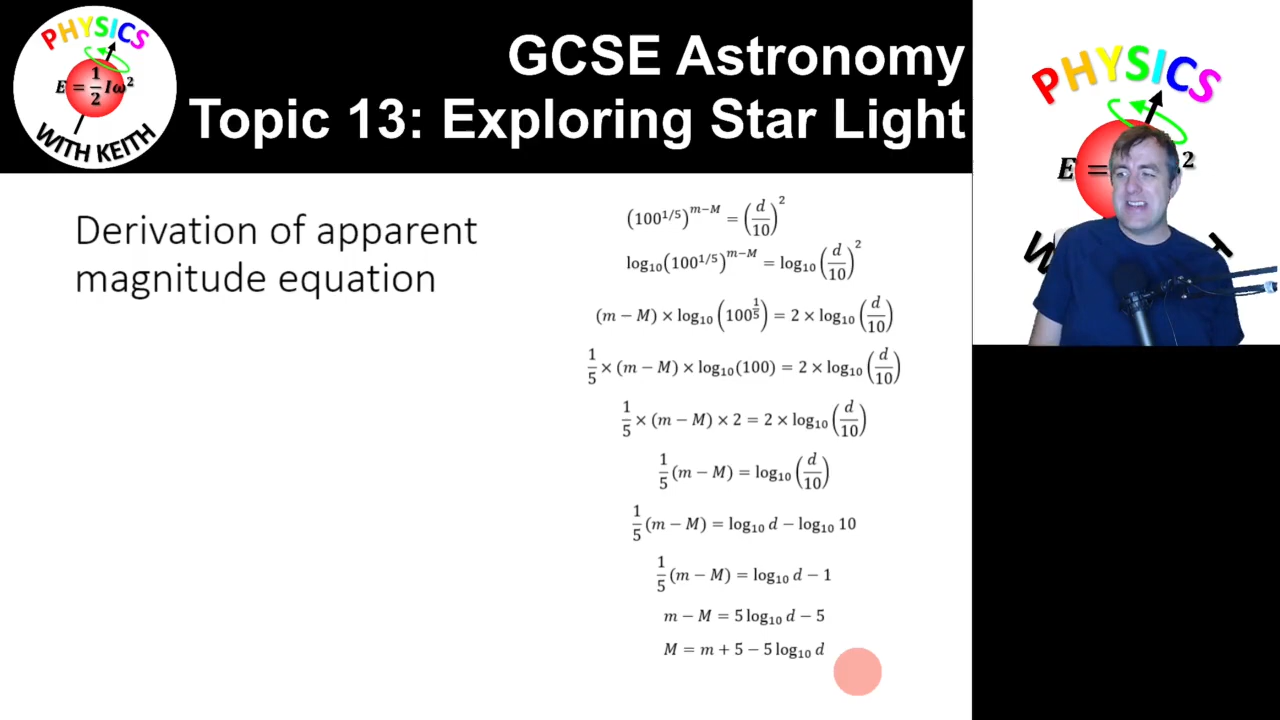 PHYSICS
E = 1/2 Iω²
WITH KEITH
GCSE Astronomy
Topic 13: Exploring Star Light
PHYSICS
E = ²
W T
Derivation of apparent
magnitude equation
(100^{1/5})^{m−M} = (d/10)^2
log₁₀(100^{1/5})^{m−M} = log₁₀(d/10)^2
(m − M) × log₁₀(100^{1/5}) = 2 × log₁₀(d/10)
1/5 × (m − M) × log₁₀(100) = 2 × log₁₀(d/10)
1/5 × (m − M) × 2 = 2 × log₁₀(d/10)
1/5 (m − M) = log₁₀(d/10)
1/5 (m − M) = log₁₀ d − log₁₀ 10
1/5 (m − M) = log₁₀ d − 1
m − M = 5 log₁₀ d − 5
M = m + 5 − 5 log₁₀ d